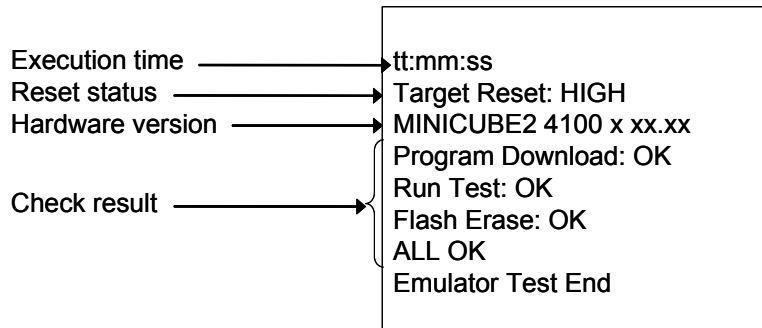 Execution time tt:mm:ss
Reset status Target Reset: HIGH
Hardware version MINICUBE2 4100 x xx.xx
Program Download: OK
Run Test: OK
Check result
Flash Erase: OK
ALL OK
Emulator Test End